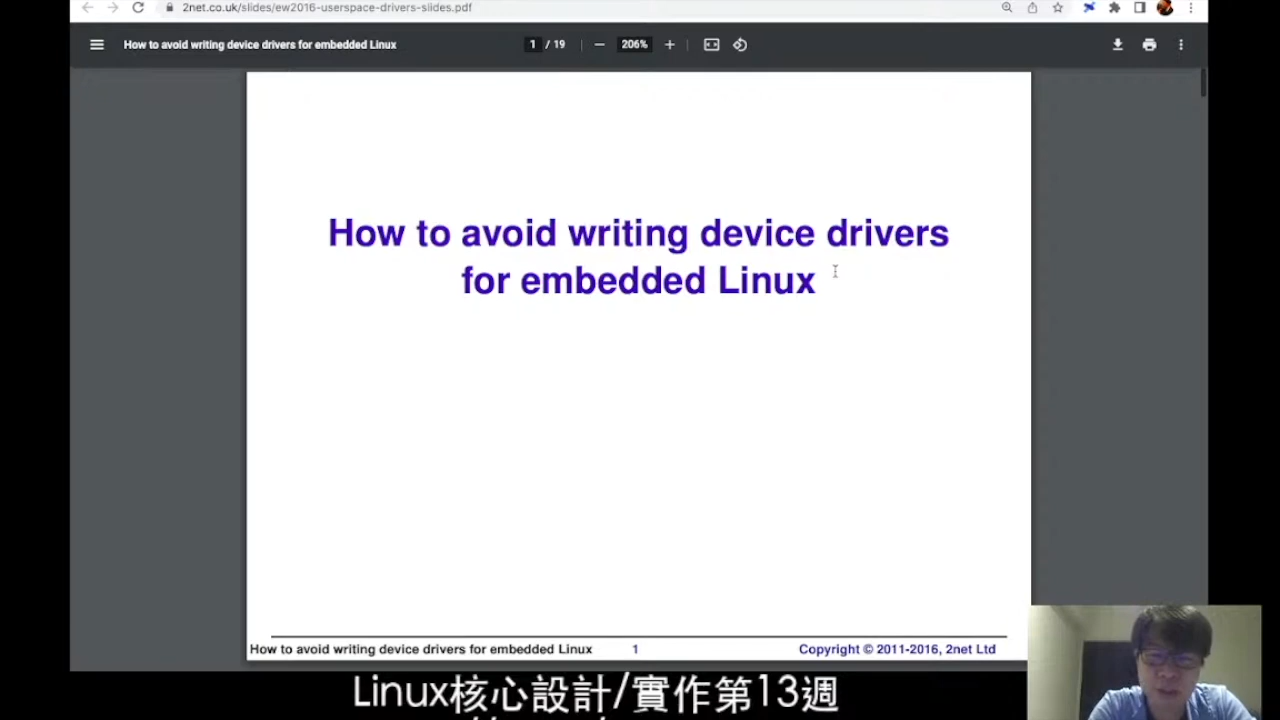 2net.co.uk/slides/ew2016-userspace-drivers-slides.pdf
How to avoid writing device drivers for embedded Linux
1 / 19
206%
How to avoid writing device drivers
for embedded Linux
How to avoid writing device drivers for embedded Linux 1 Copyright © 2011-2016, 2net Ltd
Linux核心設計/實作第13週